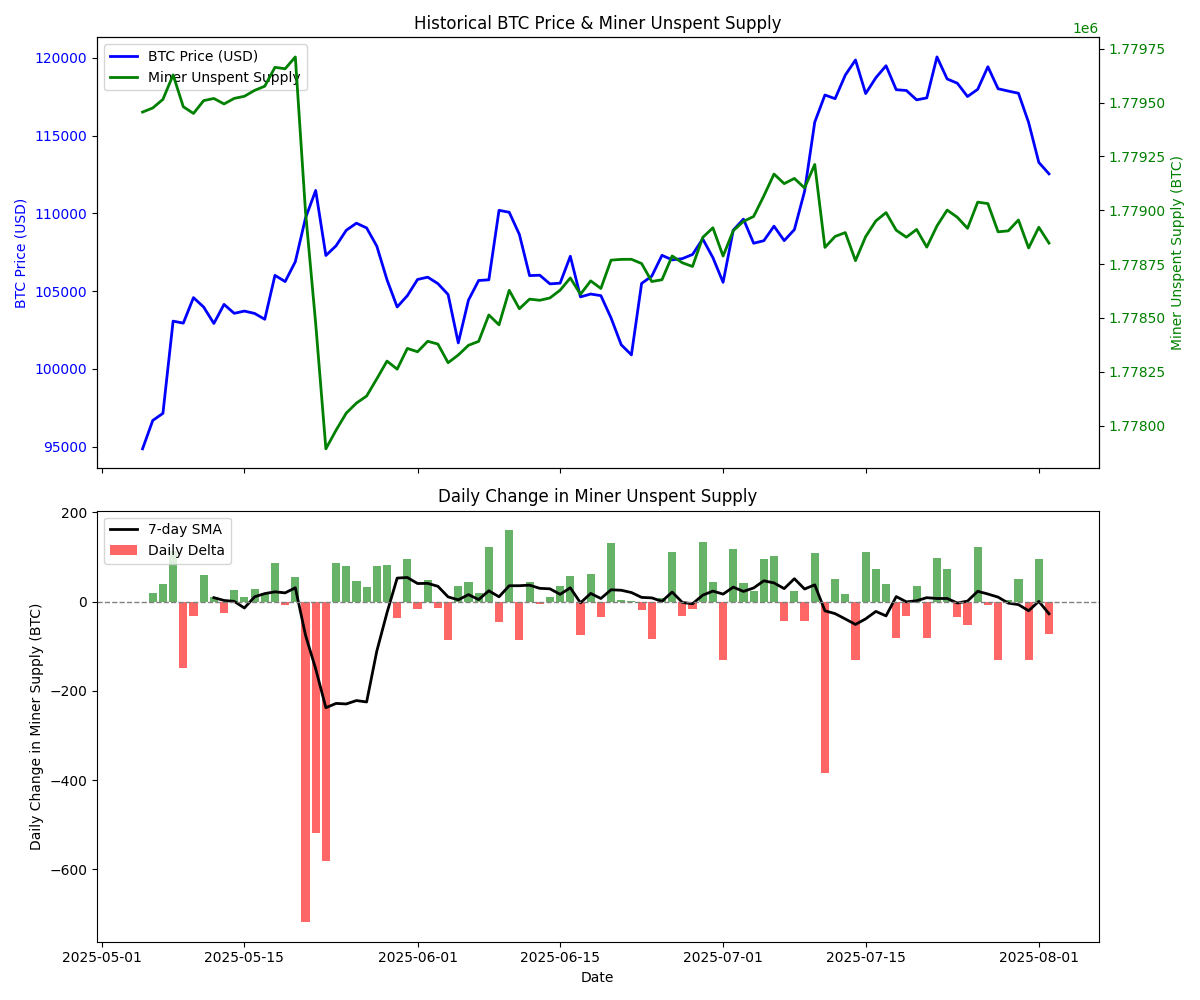 Historical BTC Price & Miner Unspent Supply
1e6
BTC Price (USD)
Miner Unspent Supply
120000
115000
110000
105000
100000
95000
BTC Price (USD)
1.77975
1.77950
1.77925
1.77900
1.77875
1.77850
1.77825
1.77800
Miner Unspent Supply (BTC)
Daily Change in Miner Unspent Supply
7-day SMA
Daily Delta
200
0
−200
−400
−600
Daily Change in Miner Supply (BTC)
2025-05-01
2025-05-15
2025-06-01
2025-06-15
2025-07-01
2025-07-15
2025-08-01
Date